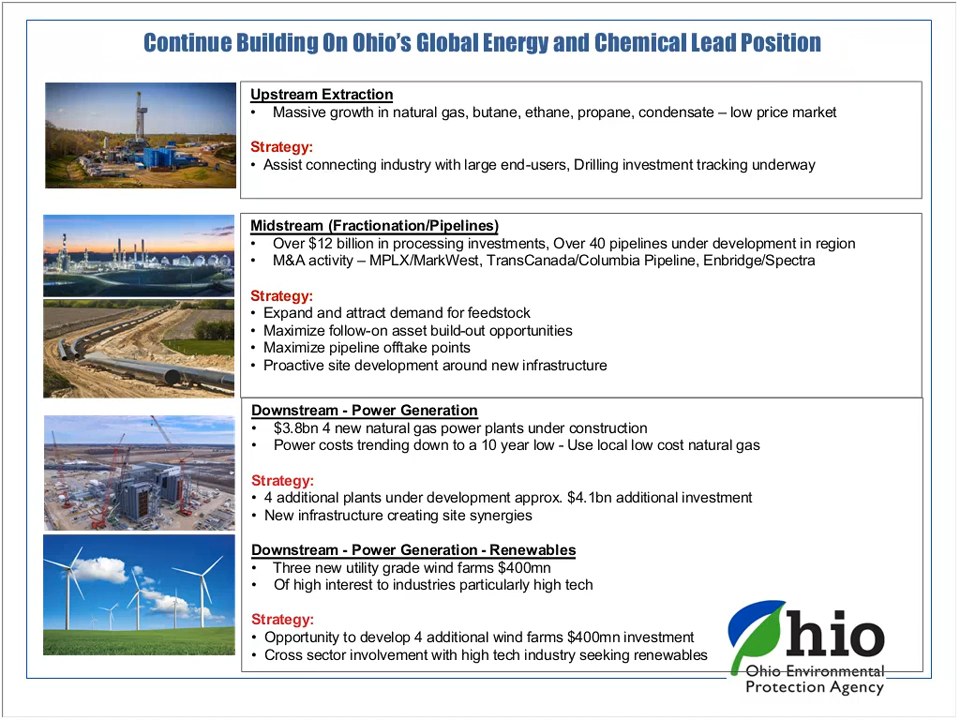 Continue Building On Ohio's Global Energy and Chemical Lead Position
Upstream Extraction
• Massive growth in natural gas, butane, ethane, propane, condensate – low price market
Strategy:
• Assist connecting industry with large end-users, Drilling investment tracking underway
Midstream (Fractionation/Pipelines)
• Over $12 billion in processing investments, Over 40 pipelines under development in region
• M&A activity – MPLX/MarkWest, TransCanada/Columbia Pipeline, Enbridge/Spectra
Strategy:
• Expand and attract demand for feedstock
• Maximize follow-on asset build-out opportunities
• Maximize pipeline offtake points
• Proactive site development around new infrastructure
Downstream - Power Generation
• $3.8bn 4 new natural gas power plants under construction
• Power costs trending down to a 10 year low - Use local low cost natural gas
Strategy:
• 4 additional plants under development approx. $4.1bn additional investment
• New infrastructure creating site synergies
Downstream - Power Generation - Renewables
• Three new utility grade wind farms $400mn
• Of high interest to industries particularly high tech
Strategy:
• Opportunity to develop 4 additional wind farms $400mn investment
• Cross sector involvement with high tech industry seeking renewables
Ohio
Ohio Environmental
Protection Agency